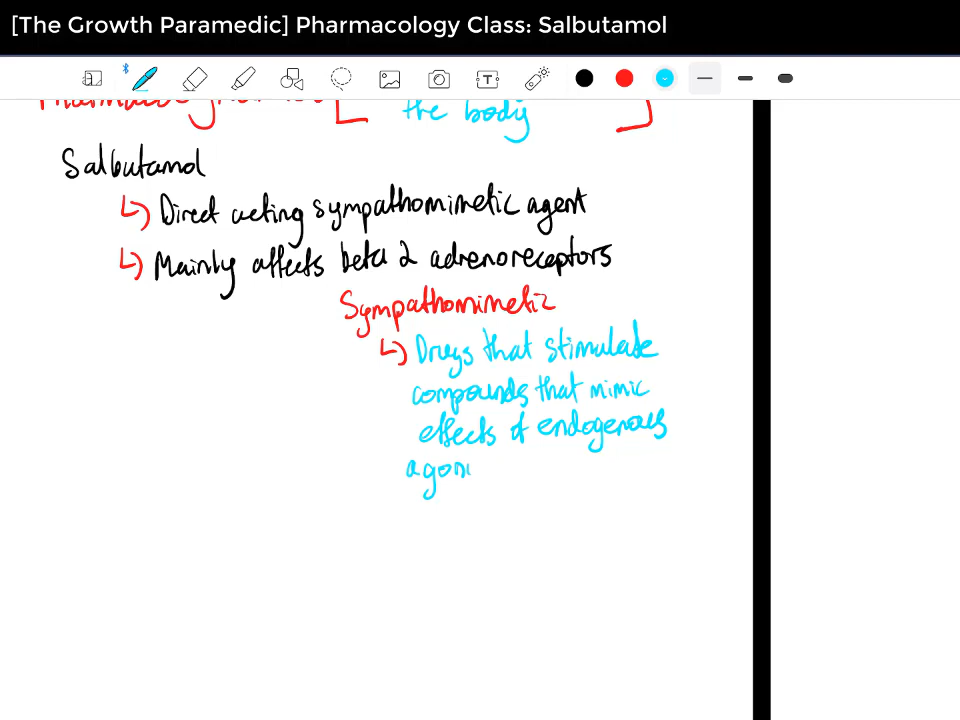 [The Growth Paramedic] Pharmacology Class: Salbutamol
the body
Salbutamol
↳ Direct acting sympathomimetic agent
↳ Mainly affects beta 2 adrenoreceptors
Sympathomimetic
↳ Drugs that stimulate
compounds that mimic
effects of endogenous
agoni